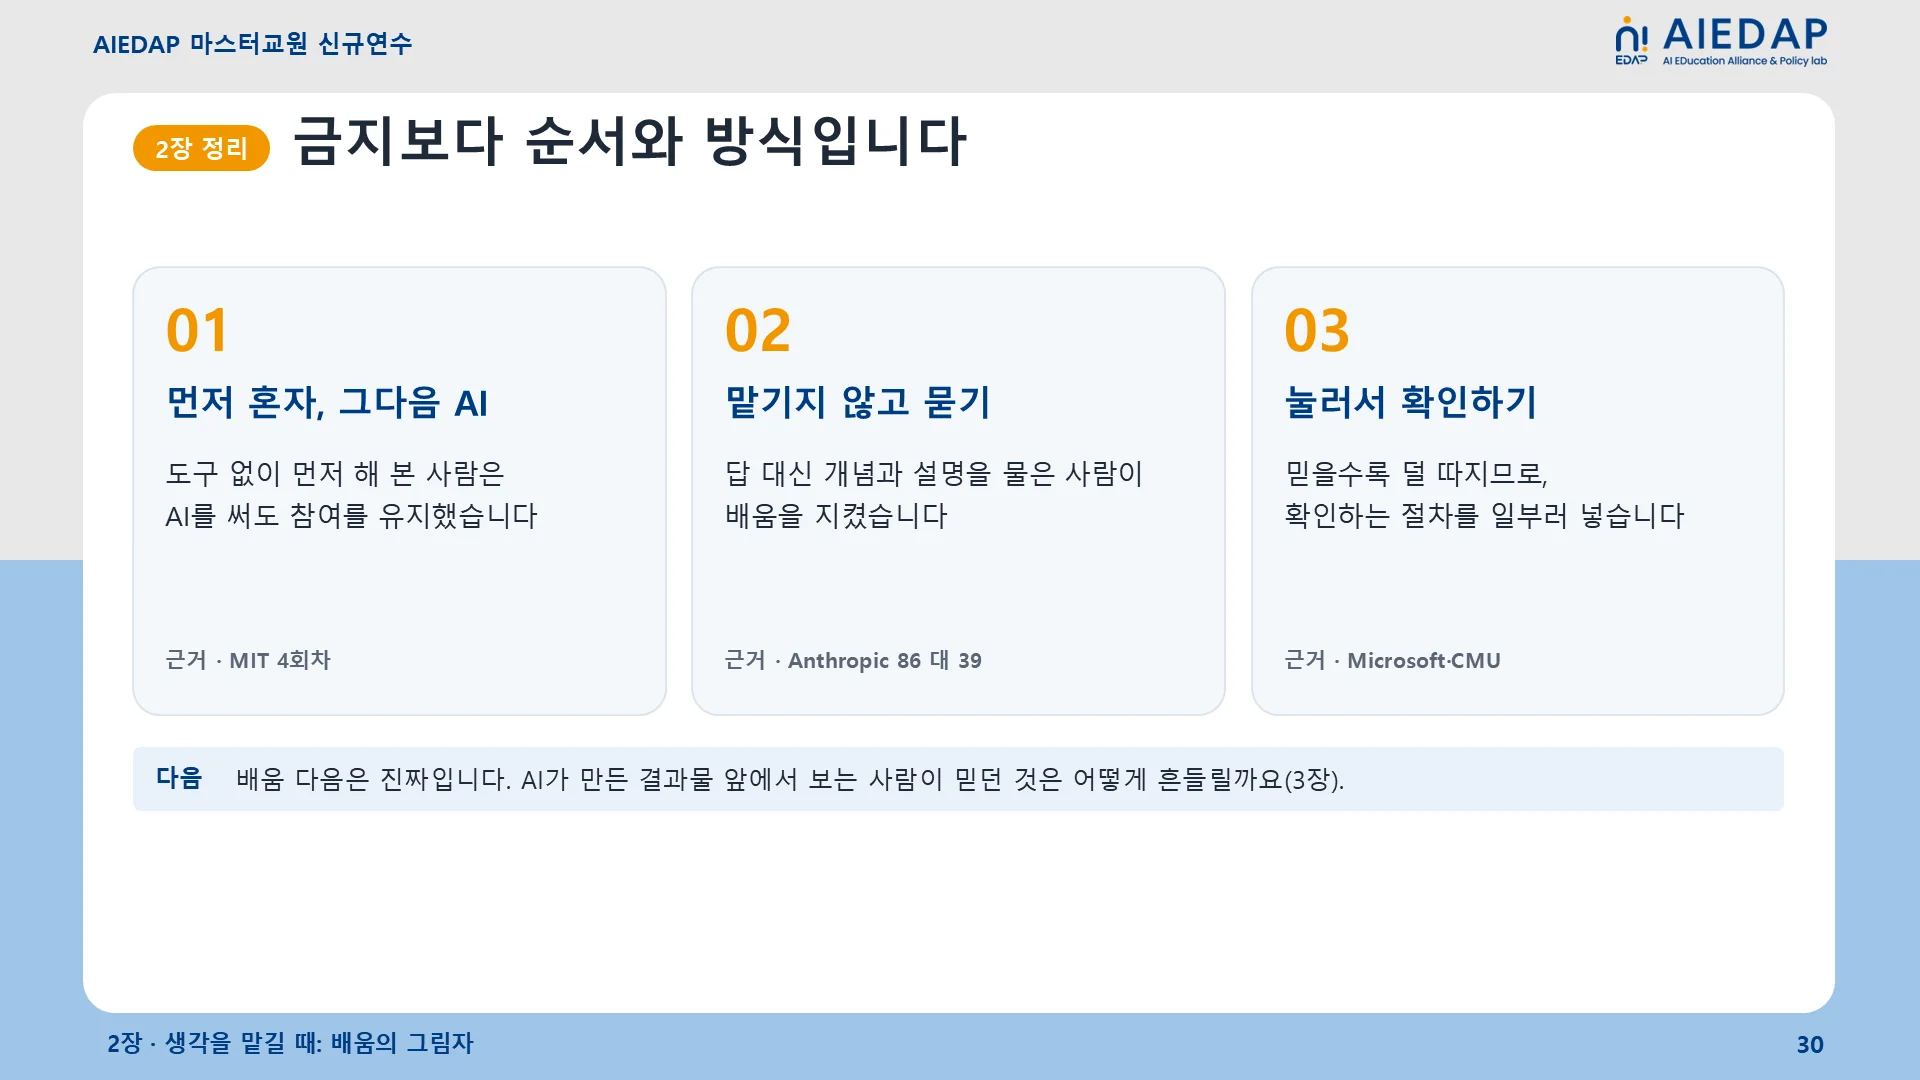 AIEDAP 마스터교원 신규연수
EDAP
AIEDAP
AI EDucation Alliance & Policy lab
2장 정리
금지보다 순서와 방식입니다
01
먼저 혼자, 그다음 AI
도구 없이 먼저 해 본 사람은
AI를 써도 참여를 유지했습니다
근거 · MIT 4회차
02
맡기지 않고 묻기
답 대신 개념과 설명을 물은 사람이
배움을 지켰습니다
근거 · Anthropic 86 대 39
03
눌러서 확인하기
믿을수록 덜 따지므로,
확인하는 절차를 일부러 넣습니다
근거 · Microsoft·CMU
다음 배움 다음은 진짜입니다. AI가 만든 결과물 앞에서 보는 사람이 믿던 것은 어떻게 흔들릴까요(3장).
2장 · 생각을 맡길 때: 배움의 그림자
30